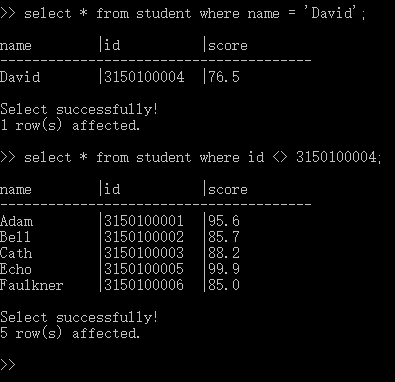 >> select * from student where name = 'David';
name |id |score
---------------------------------------
David |3150100004 |76.5
Select successfully!
1 row(s) affected.
>> select * from student where id <> 3150100004;
name |id |score
---------------------------------------
Adam |3150100001 |95.6
Bell |3150100002 |85.7
Cath |3150100003 |88.2
Echo |3150100005 |99.9
Faulkner |3150100006 |85.0
Select successfully!
5 row(s) affected.
>>